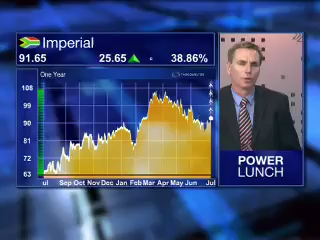 Imperial
91.65 25.65 38.86%
One Year
108
99
90
81
72
63
Jul Sep Oct Nov Dec Jan Feb Mar Apr May Jun Jul
POWER
LUNCH